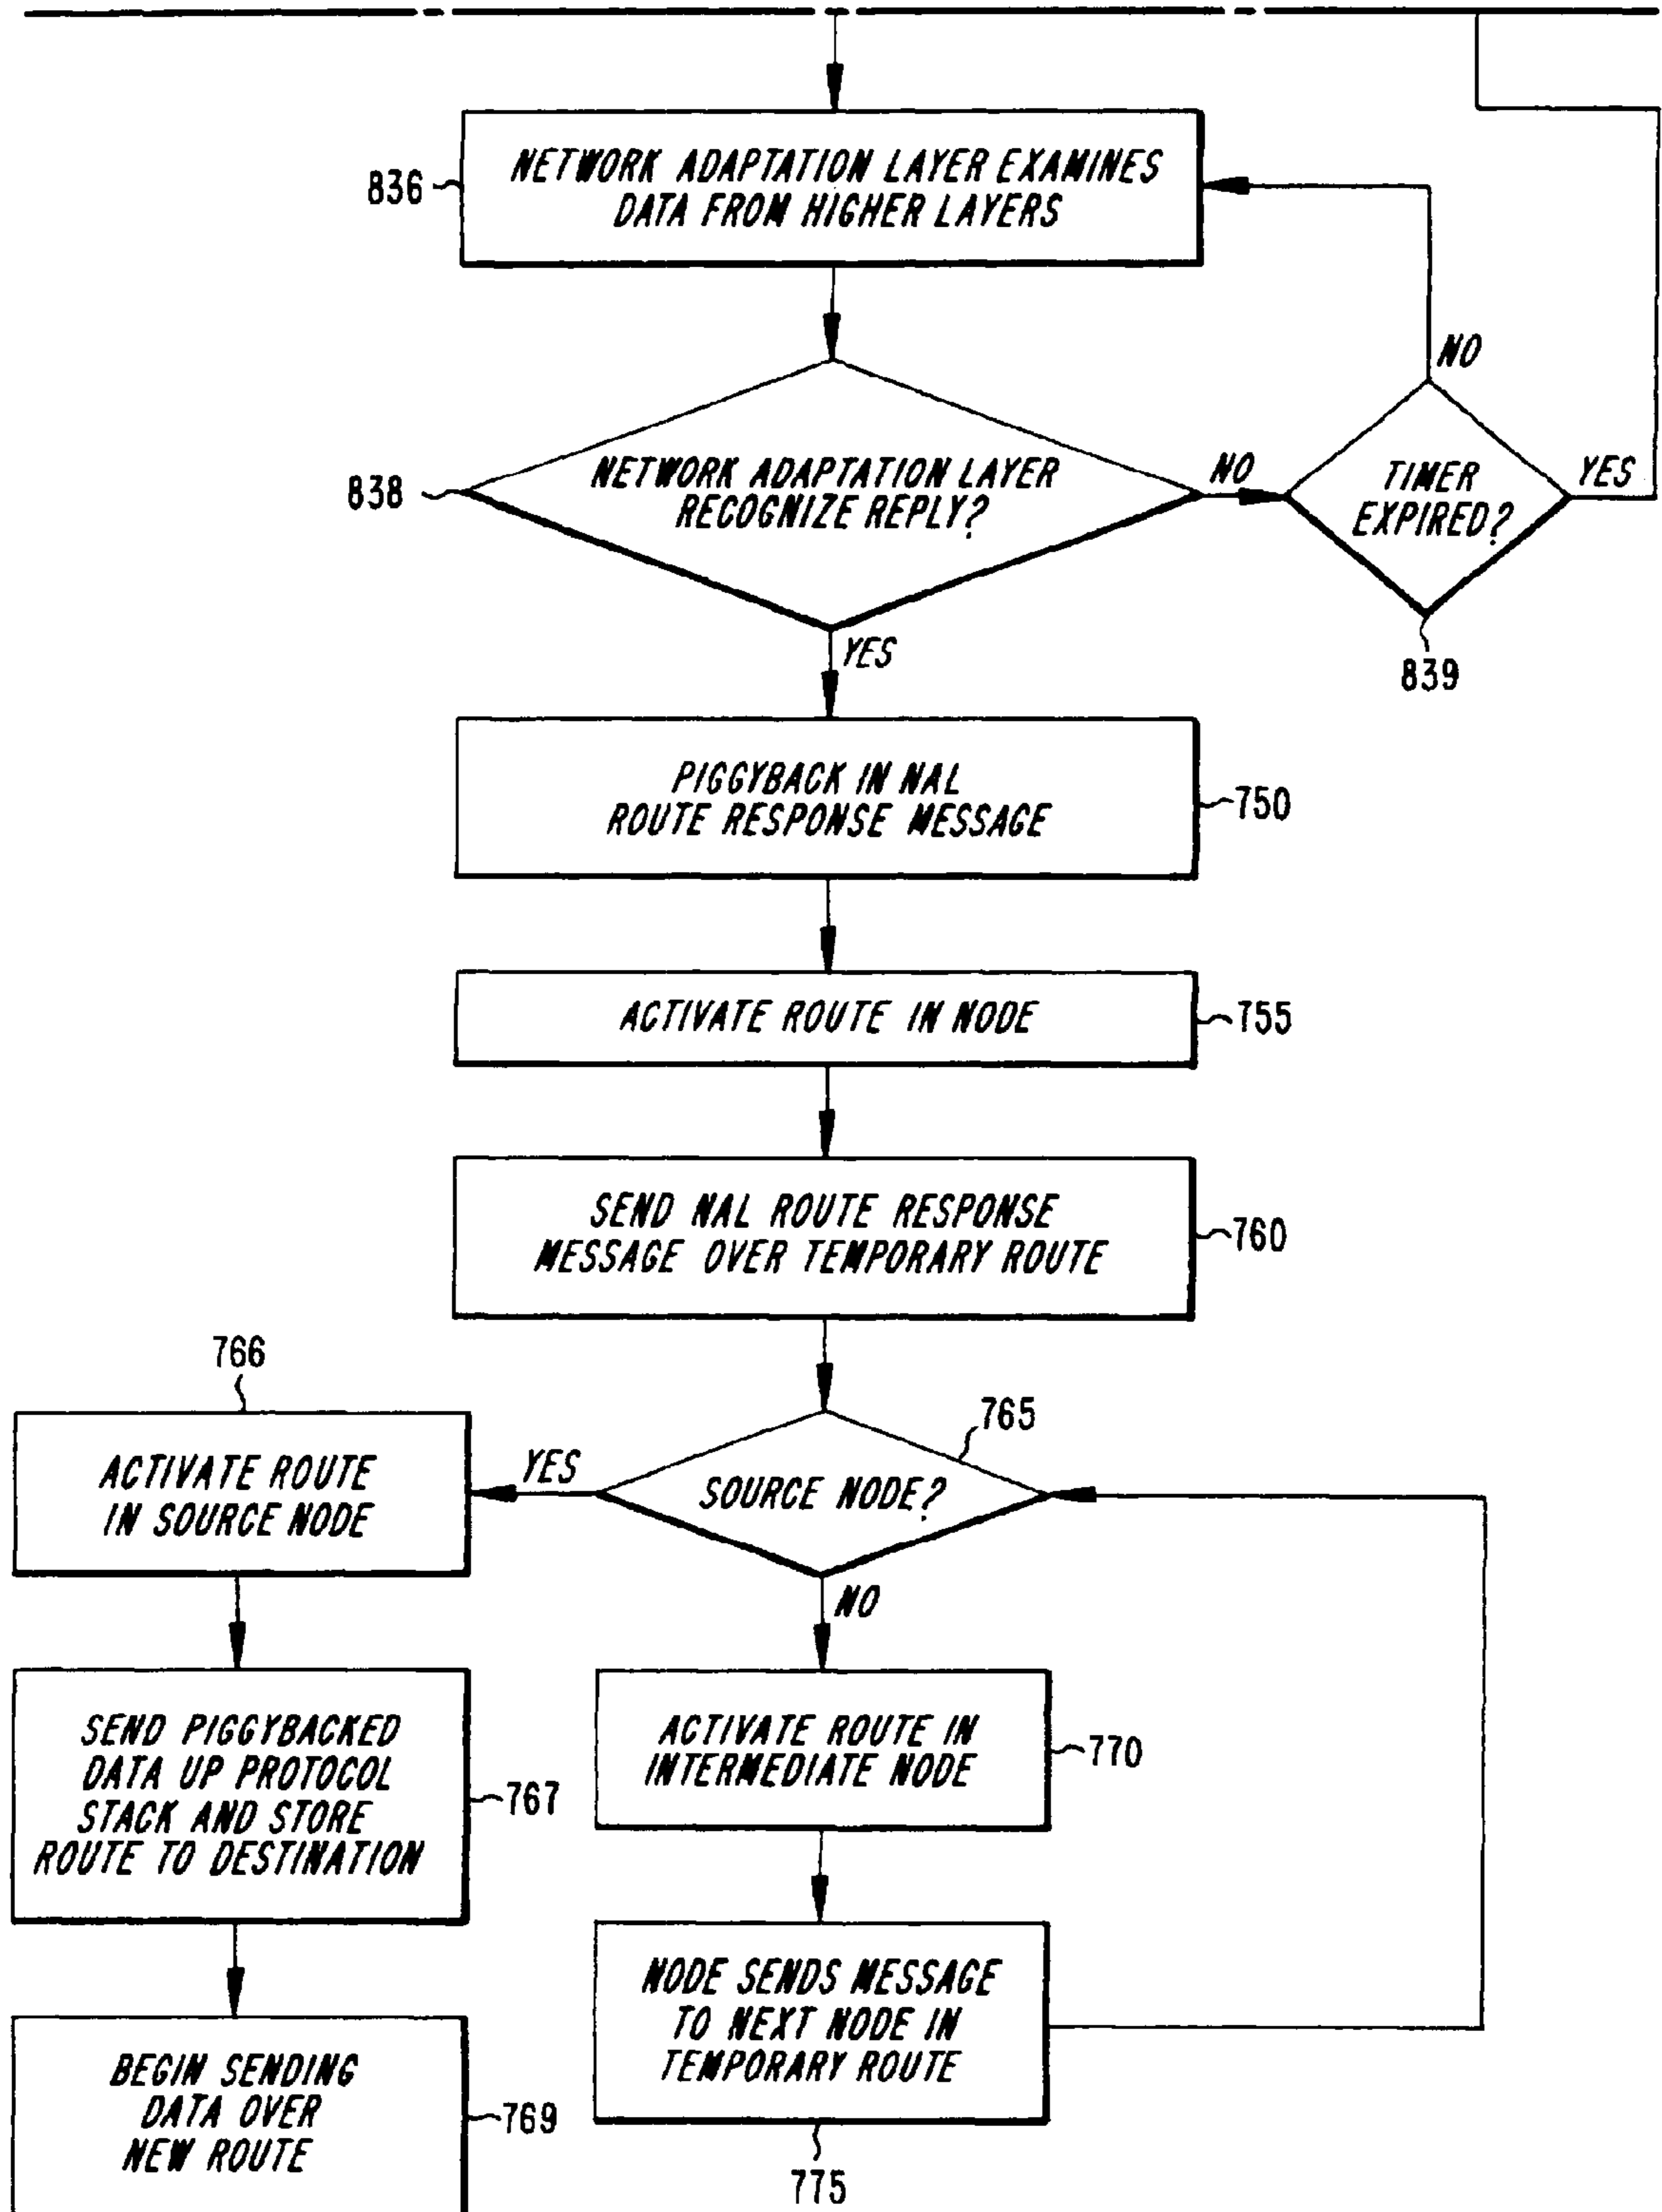 836
NETWORK ADAPTATION LAYER EXAMINES
DATA FROM HIGHER LAYERS
NO
838
NETWORK ADAPTATION LAYER
RECOGNIZE REPLY?
NO
TIMER
EXPIRED?
YES
839
YES
PIGGYBACK IN NAL
ROUTE RESPONSE MESSAGE
750
ACTIVATE ROUTE IN NODE
755
SEND NAL ROUTE RESPONSE
MESSAGE OVER TEMPORARY ROUTE
760
766
765
ACTIVATE ROUTE
IN SOURCE NODE
YES
SOURCE NODE?
NO
SEND PIGGYBACKED
DATA UP PROTOCOL
STACK AND STORE
ROUTE TO DESTINATION
767
ACTIVATE ROUTE IN
INTERMEDIATE NODE
770
BEGIN SENDING
DATA OVER
NEW ROUTE
769
NODE SENDS MESSAGE
TO NEXT NODE IN
TEMPORARY ROUTE
775